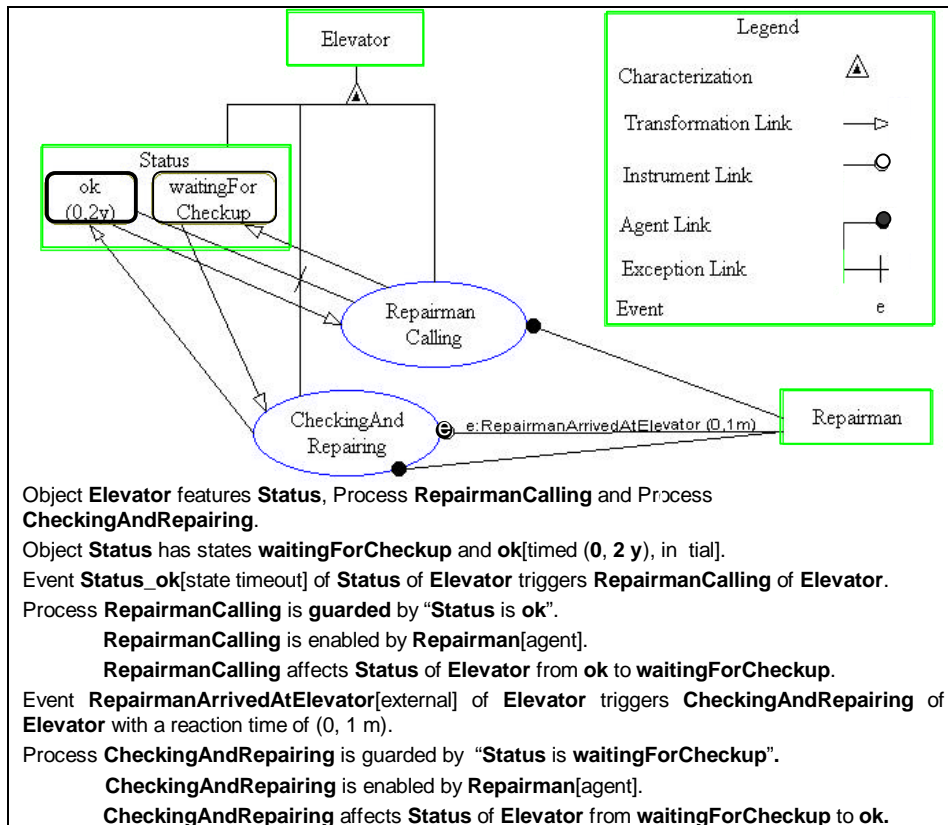 Elevator
Legend
Characterization
Transformation Link
Instrument Link
Agent Link
Exception Link
Event e
Status
ok
(0,2y)
waitingFor
Checkup
Repairman
Calling
CheckingAnd
Repairing
e
e:RepairmanArrivedAtElevator (0,1m)
Repairman
Object Elevator features Status, Process RepairmanCalling and Process
CheckingAndRepairing.
Object Status has states waitingForCheckup and ok[timed (0, 2 y), in tial].
Event Status_ok[state timeout] of Status of Elevator triggers RepairmanCalling of Elevator.
Process RepairmanCalling is guarded by “Status is ok”.
RepairmanCalling is enabled by Repairman[agent].
RepairmanCalling affects Status of Elevator from ok to waitingForCheckup.
Event RepairmanArrivedAtElevator[external] of Elevator triggers CheckingAndRepairing of
Elevator with a reaction time of (0, 1 m).
Process CheckingAndRepairing is guarded by “Status is waitingForCheckup”.
CheckingAndRepairing is enabled by Repairman[agent].
CheckingAndRepairing affects Status of Elevator from waitingForCheckup to ok.